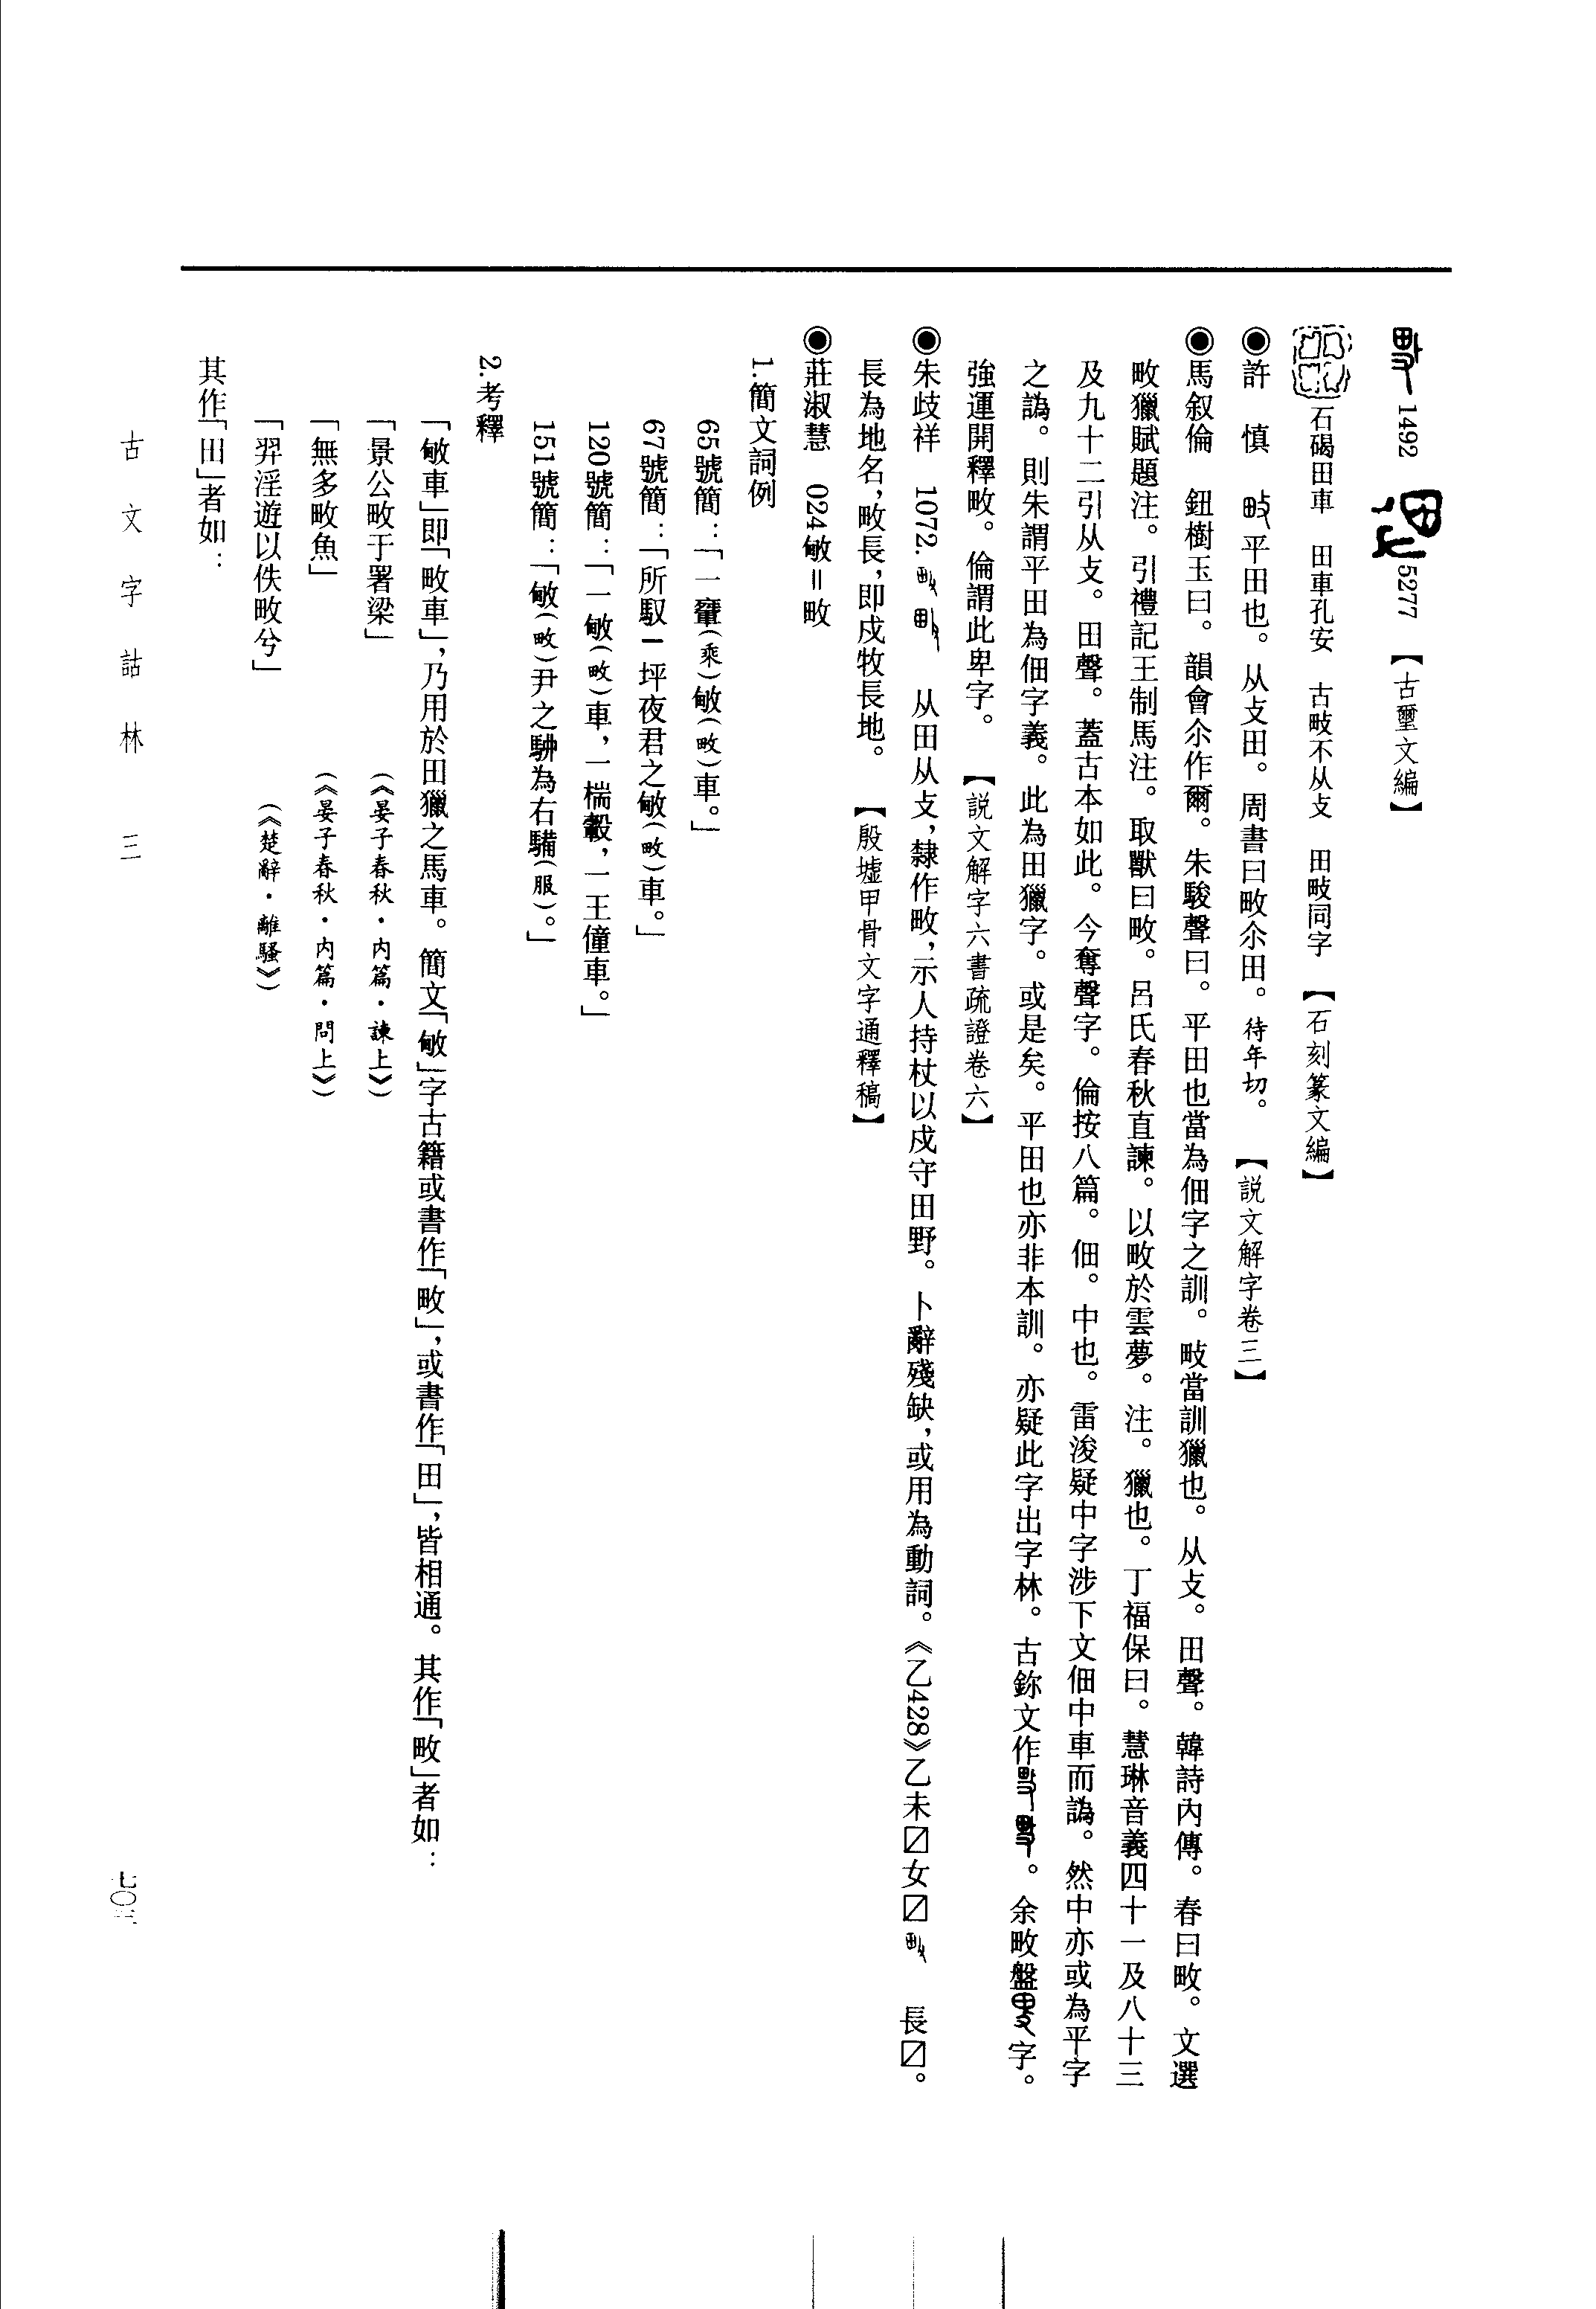 1492 5277 【古璽文編】
石碣田車 田車孔安 古畋不从攴 田畋同字 【石刻篆文編】
◉許 慎 平田也。从攴田。周書曰畋尒田。待年切。 【説文解字卷三】
◉馬叙倫 鈕樹玉曰。韻會尒作爾。朱駿聲曰。平田也當為佃字之訓。畋當訓獵也。从攴。田聲。韓詩內傳。春曰畋。文選
畋獵賦題注。引禮記王制馬注。取獸曰畋。呂氏春秋直諫。以畋於雲夢。注。獵也。丁福保曰。慧琳音義四十一及八十三
及九十二引从攴。田聲。蓋古本如此。今奪聲字。倫按八篇。佃。中也。雷浚疑中字涉下文佃中車而譌。然中亦或為平字
之譌。則朱謂平田為佃字義。此為田獵字。或是矣。平田也亦非本訓。亦疑此字出字林。古鉨文作。余畋盤字。
強運開釋畋。倫謂此卑字。 【説文解字六書疏證卷六】
◉朱歧祥 1072. 从田从攴，隸作畋，示人持杖以戍守田野。卜辭殘缺，或用為動詞。《乙428》乙未☐女☐ 長☐。
長為地名，畋長，即戍牧長地。 【殷墟甲骨文字通釋稿】
◉莊淑慧 024敏＝畋
1.簡文詞例
65號簡：「一（乘）（畋）車。」
67號簡：「所馭一坪夜君之（畋）車。」
120號簡：「一（畋）車，一椯轂，一王僮車。」
151號簡：「（畋）尹之為右（服）。」
2.考釋
「車」即「畋車」，乃用於田獵之馬車。簡文「」字古籍或書作「畋」，或書作「田」，皆相通。其作「畋」者如：
「景公畋于署梁」 （《晏子春秋・內篇・諫上》）
「無多畋魚」 （《晏子春秋・內篇・問上》）
「羿淫遊以佚畋兮」 （《楚辭・離騷》）
其作「田」者如：
古文字詁林 三
七〇三